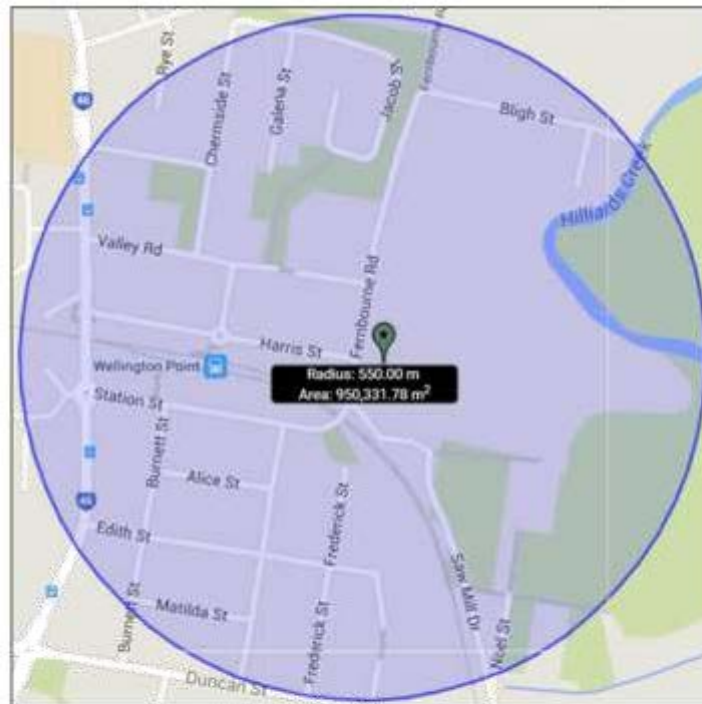 Rye St
Chermside St
Galena St
Jacob St
Fernbourne Rd
Bligh St
46
Hilliards Creek
Valley Rd
Fernbourne Rd
Harris St
Wellington Point
Radius: 550.00 m
Area: 950,331.78 m²
Station St
Burnett St
Alice St
Frederick St
46
Edith St
Saw Mill Dr
Matilda St
Burnett St
Frederick St
Noel St
Duncan St